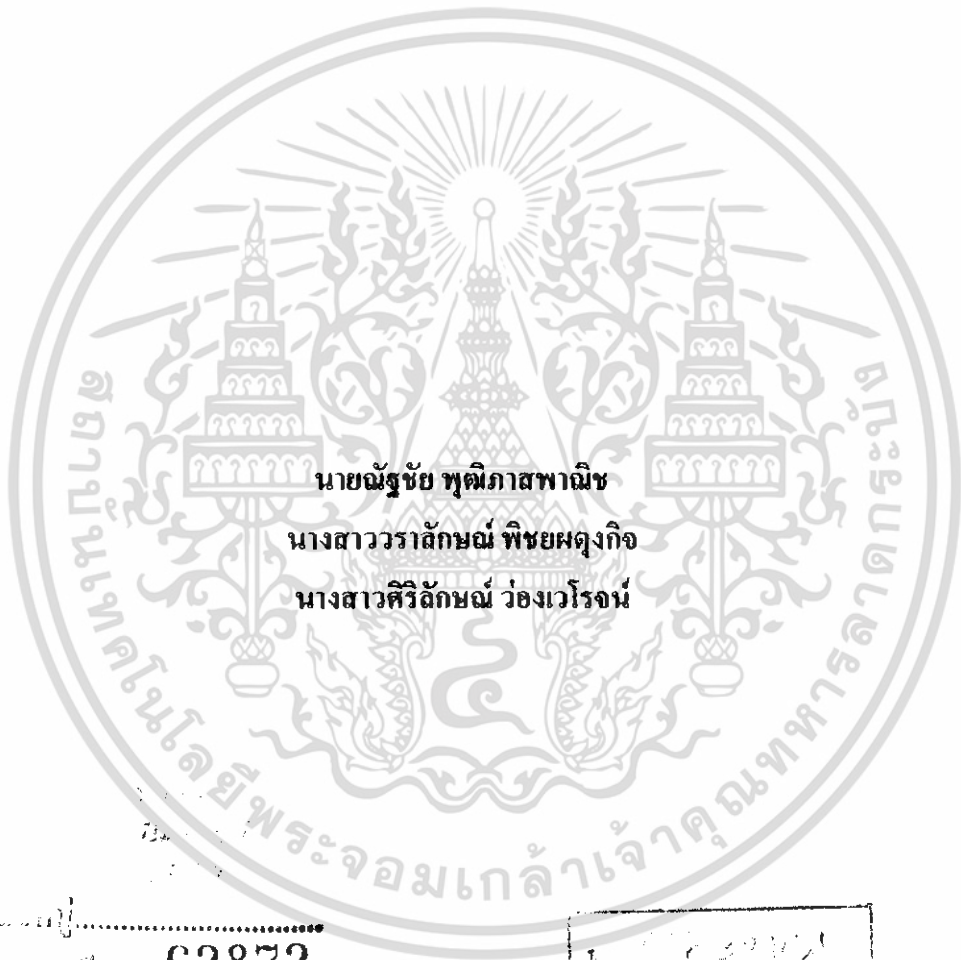 สถาบันเทคโนโลยีพระจอมเกล้าเจ้าคุณทหารลาดกระบัง
นายณัฐชัย พุฒิภาสพาณิช
นางสาววราลักษณ์ พิชยผดุงกิจ
นางสาวศิริลักษณ์ ว่องเวโรจน์
๔
62872